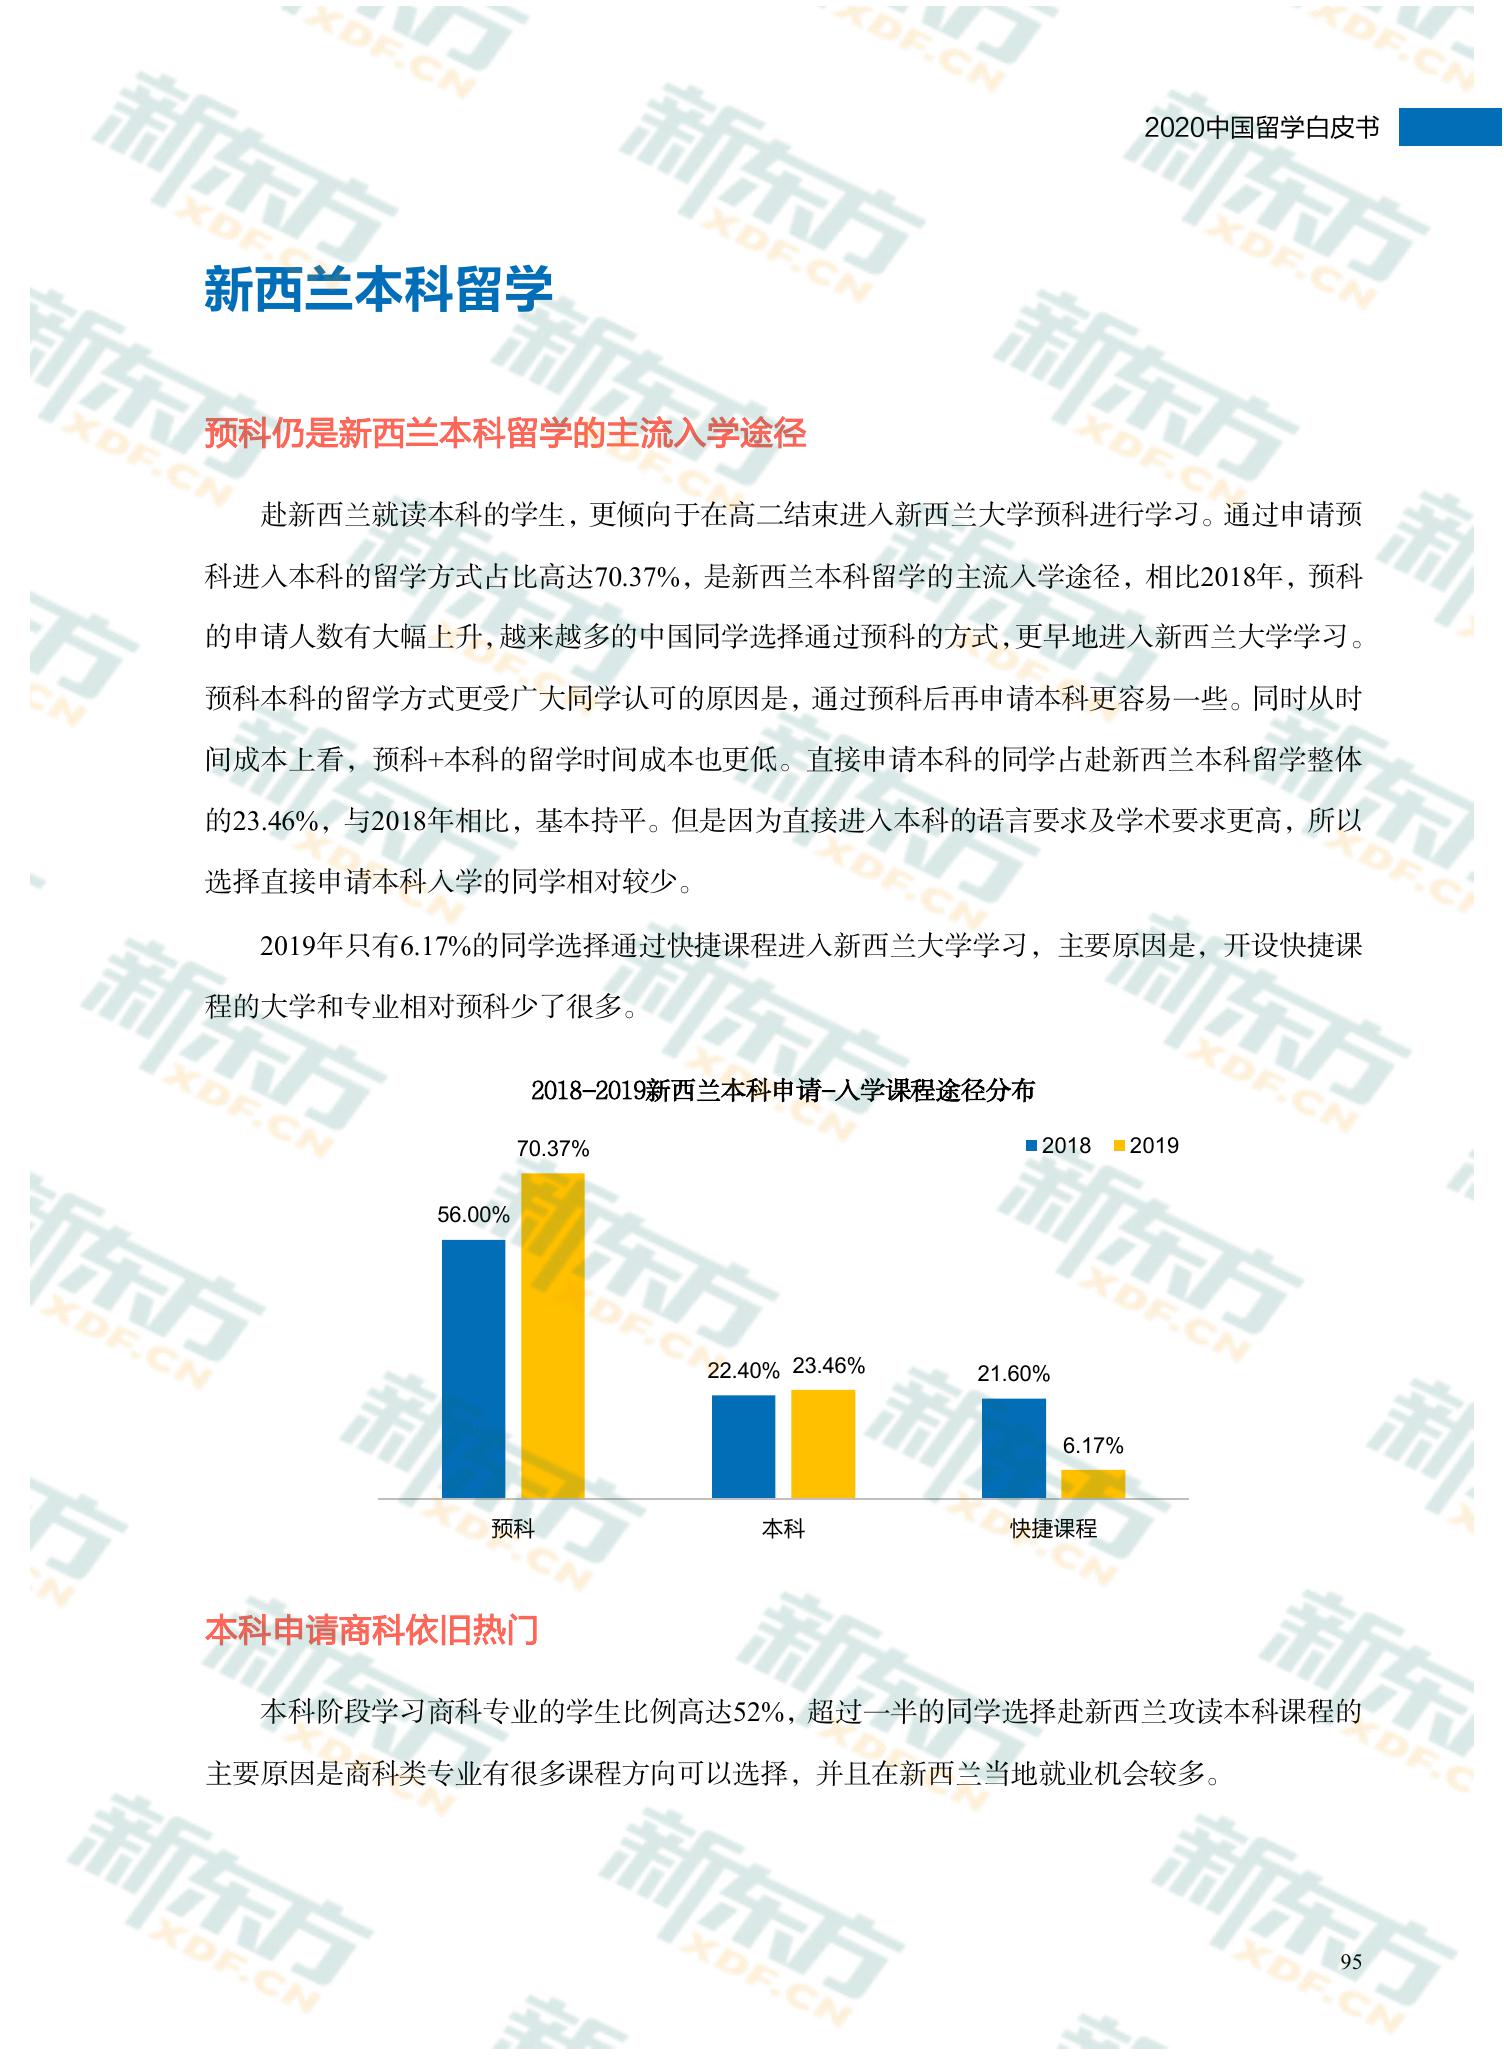 2020中国留学白皮书
新西兰本科留学
预科仍是新西兰本科留学的主流入学途径
赴新西兰就读本科的学生，更倾向于在高二结束进入新西兰大学预科进行学习。通过申请预
科进入本科的留学方式占比高达70.37%，是新西兰本科留学的主流入学途径，相比2018年，预科
的申请人数有大幅上升，越来越多的中国同学选择通过预科的方式，更早地进入新西兰大学学习。
预科本科的留学方式更受广大同学认可的原因是，通过预科后再申请本科更容易一些。同时从时
间成本上看，预科+本科的留学时间成本也更低。直接申请本科的同学占赴新西兰本科留学整体
的23.46%，与2018年相比，基本持平。但是因为直接进入本科的语言要求及学术要求更高，所以
选择直接申请本科入学的同学相对较少。
2019年只有6.17%的同学选择通过快捷课程进入新西兰大学学习，主要原因是，开设快捷课
程的大学和专业相对预科少了很多。
2018-2019新西兰本科申请-入学课程途径分布
2018 2019
70.37%
56.00%
22.40% 23.46% 21.60%
6.17%
预科 本科 快捷课程
本科申请商科依旧热门
本科阶段学习商科专业的学生比例高达52%，超过一半的同学选择赴新西兰攻读本科课程的
主要原因是商科类专业有很多课程方向可以选择，并且在新西兰当地就业机会较多。
95
新东方
XDF.CN